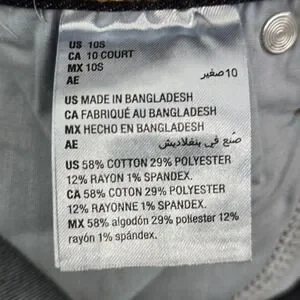 US 10S
CA 10 COURT
MX 10S
AE 10 صغير
US MADE IN BANGLADESH
CA FABRIQUÉ AU BANGLADESH
MX HECHO EN BANGLADESH
AE صنع في بنغلاديش
US 58% COTTON 29% POLYESTER
12% RAYON 1% SPANDEX.
CA 58% COTON 29% POLYESTER
12% RAYONNE 1% SPANDEX.
MX 58% algodón 29% poliester 12%
rayón 1% spándex.